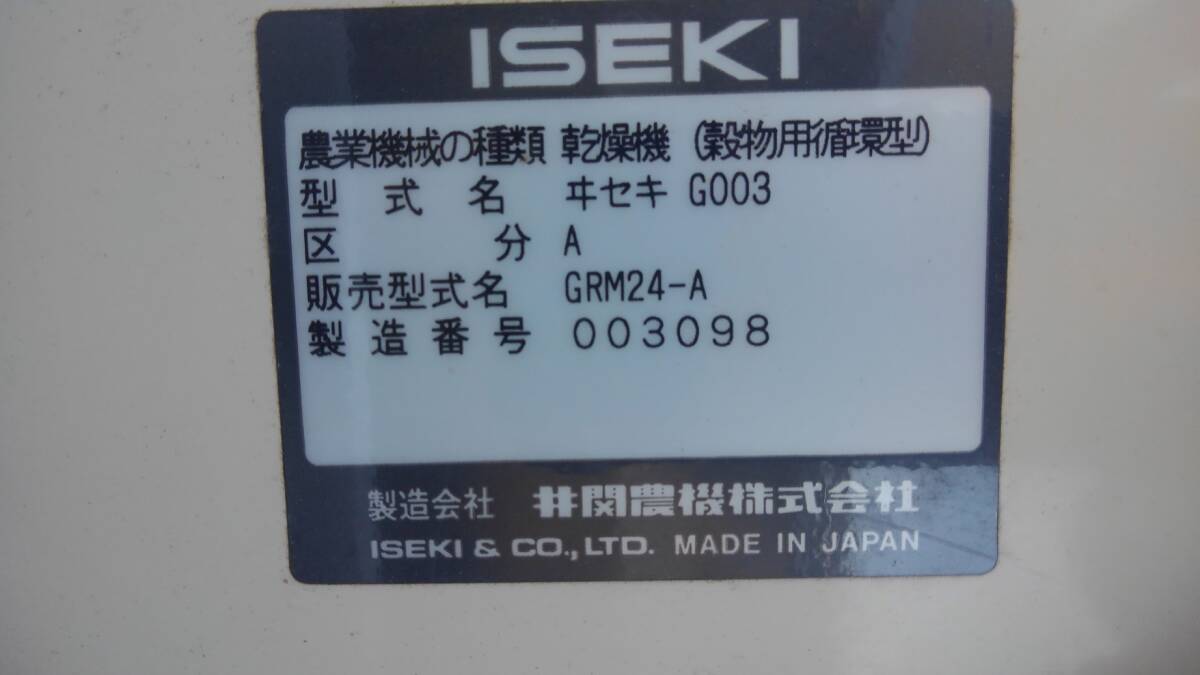 ISEKI
農業機械の種類 乾燥機 (穀物用循環型)
型式名 ヰセキ G003
区分 A
販売型式名 GRM24-A
製造番号 003098
製造会社 井関農機株式会社
ISEKI & CO.,LTD. MADE IN JAPAN